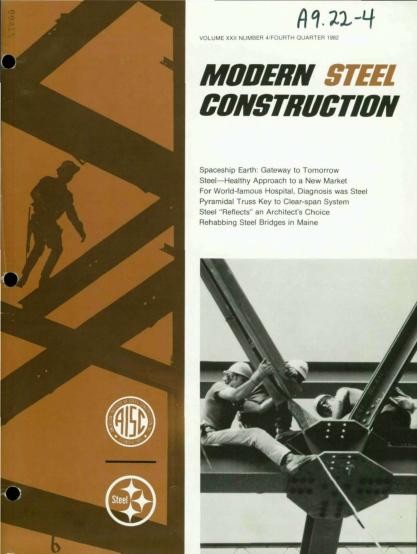 A9.22-4
VOLUME XXII NUMBER 4/FOURTH QUARTER 1982
MODERN STEEL
CONSTRUCTION
Spaceship Earth: Gateway to Tomorrow
Steel—Healthy Approach to a New Market
For World-famous Hospital, Diagnosis was Steel
Pyramidal Truss Key to Clear-span System
Steel "Reflects" an Architect's Choice
Rehabbing Steel Bridges in Maine
AISC
Steel